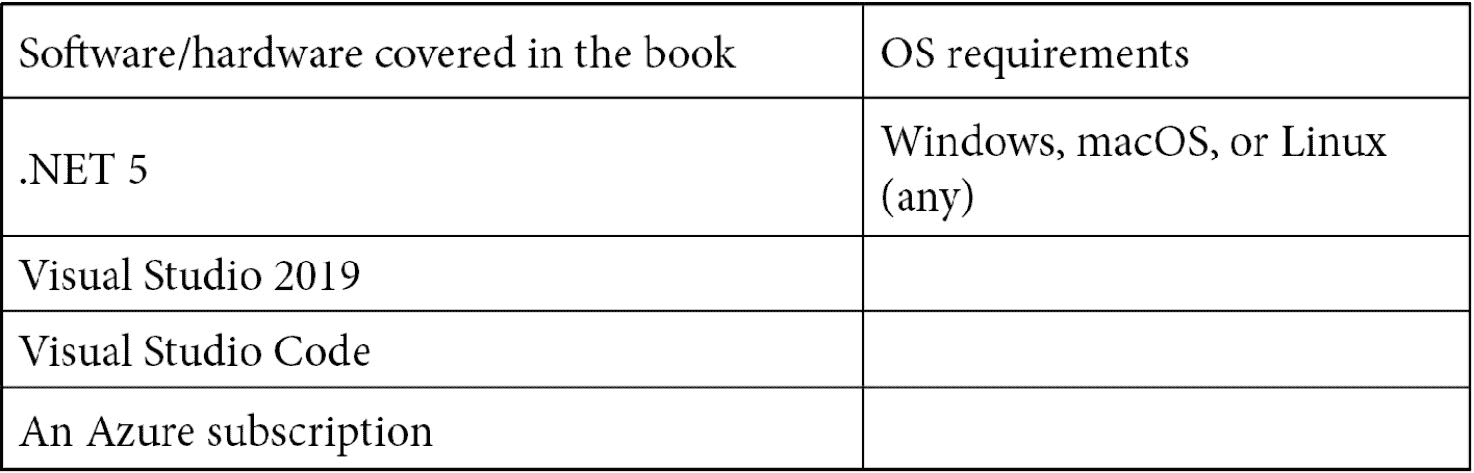 Software/hardware covered in the book
OS requirements
.NET 5
Windows, macOS, or Linux
(any)
Visual Studio 2019
Visual Studio Code
An Azure subscription